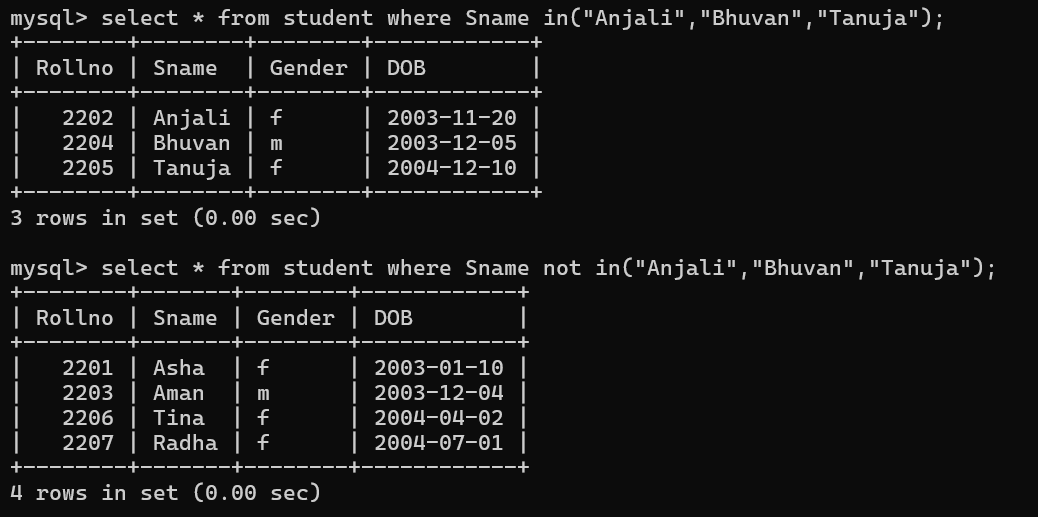 mysql> select * from student where Sname in("Anjali","Bhuvan","Tanuja");
+--------+--------+--------+------------+
| Rollno | Sname  | Gender | DOB        |
+--------+--------+--------+------------+
|   2202 | Anjali | f      | 2003-11-20 |
|   2204 | Bhuvan | m      | 2003-12-05 |
|   2205 | Tanuja | f      | 2004-12-10 |
+--------+--------+--------+------------+
3 rows in set (0.00 sec)

mysql> select * from student where Sname not in("Anjali","Bhuvan","Tanuja");
+--------+-------+--------+------------+
| Rollno | Sname | Gender | DOB        |
+--------+-------+--------+------------+
|   2201 | Asha  | f      | 2003-01-10 |
|   2203 | Aman  | m      | 2003-12-04 |
|   2206 | Tina  | f      | 2004-04-02 |
|   2207 | Radha | f      | 2004-07-01 |
+--------+-------+--------+------------+
4 rows in set (0.00 sec)